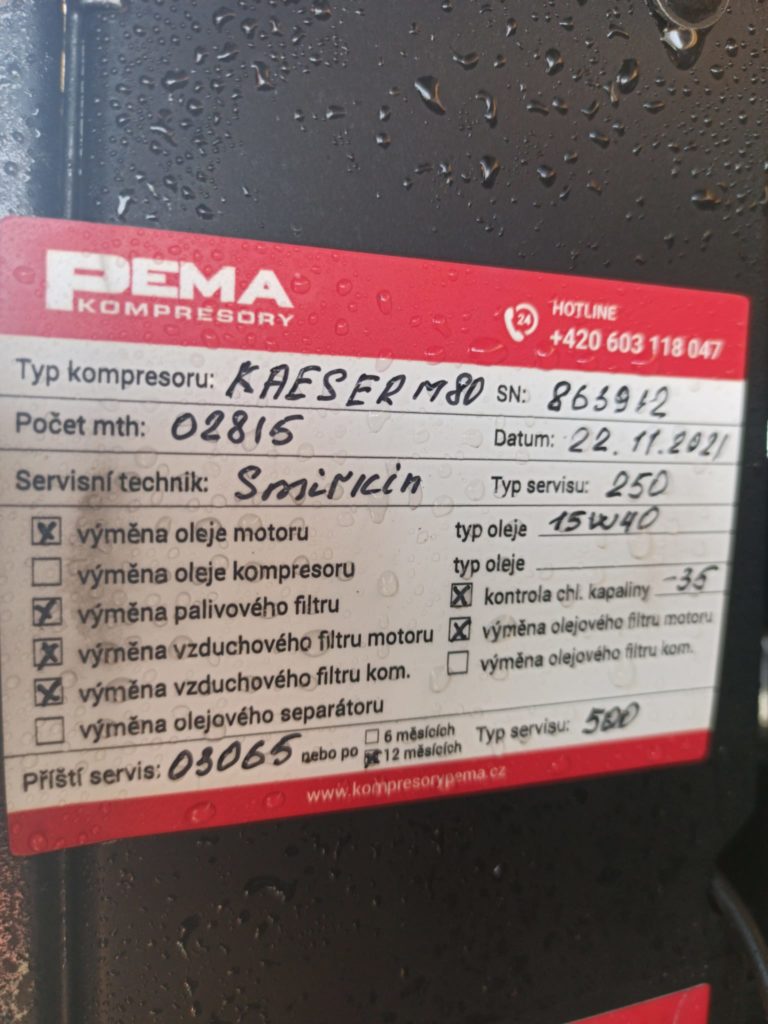 PEMA
KOMPRESORY
24
HOTLINE
+420 603 118 047
Typ kompresoru: KAESER M80 SN: 863912
Počet mth: 02815 Datum: 22.11.2021
Servisní technik: Smirkin Typ servisu: 250
výměna oleje motoru typ oleje 15W40
výměna oleje kompresoru typ oleje
výměna palivového filtru kontrola chl. kapaliny -35
výměna vzduchového filtru motoru výměna olejového filtru motoru
výměna vzduchového filtru kom. výměna olejového filtru kom.
výměna olejového separátoru
Příští servis: 03065 nebo po 6 měsících 12 měsících Typ servisu: 500
www.kompresorypema.cz